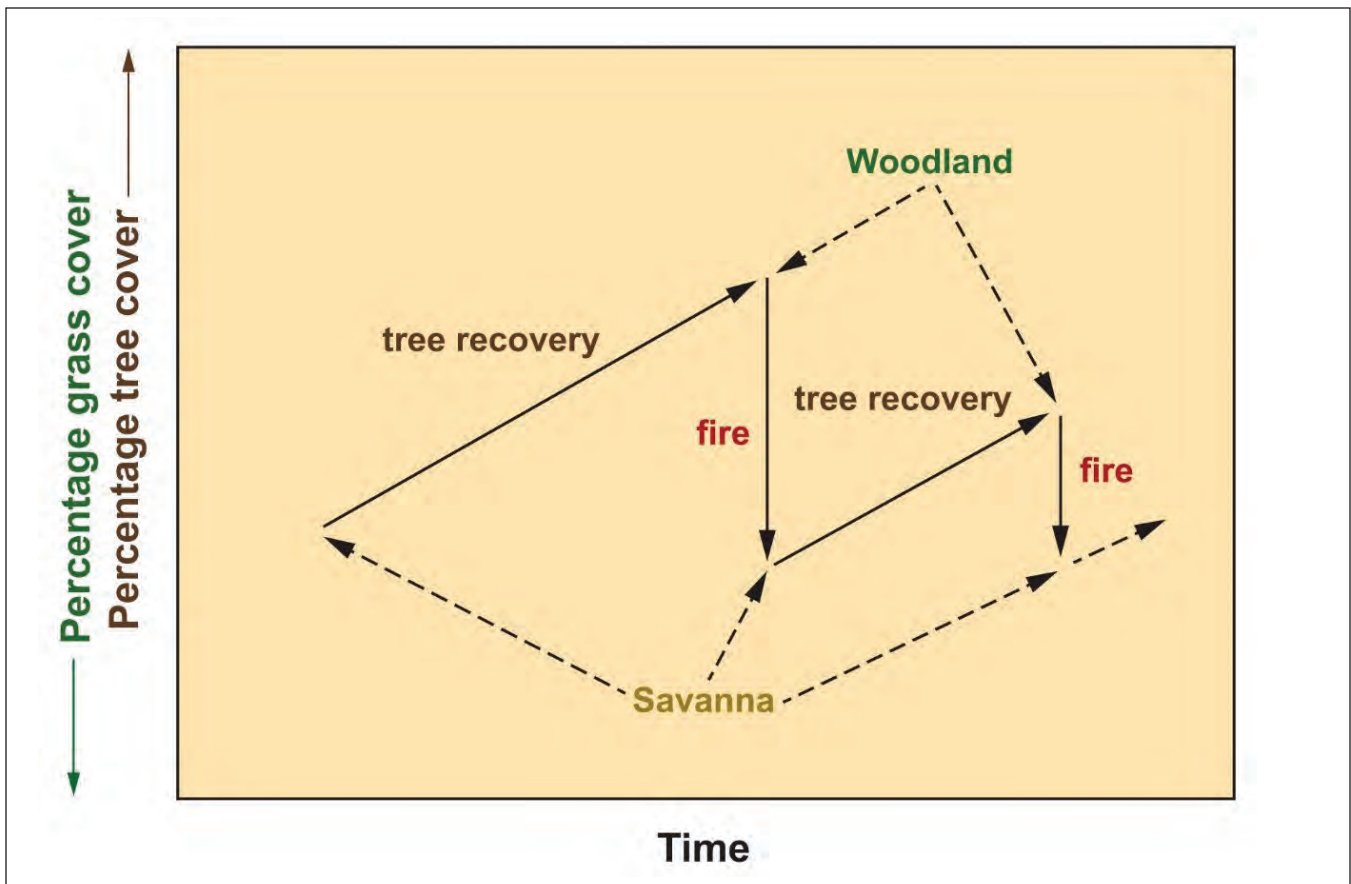 Percentage grass cover
Percentage tree cover
Woodland
tree recovery
fire
tree recovery
fire
Savanna
Time